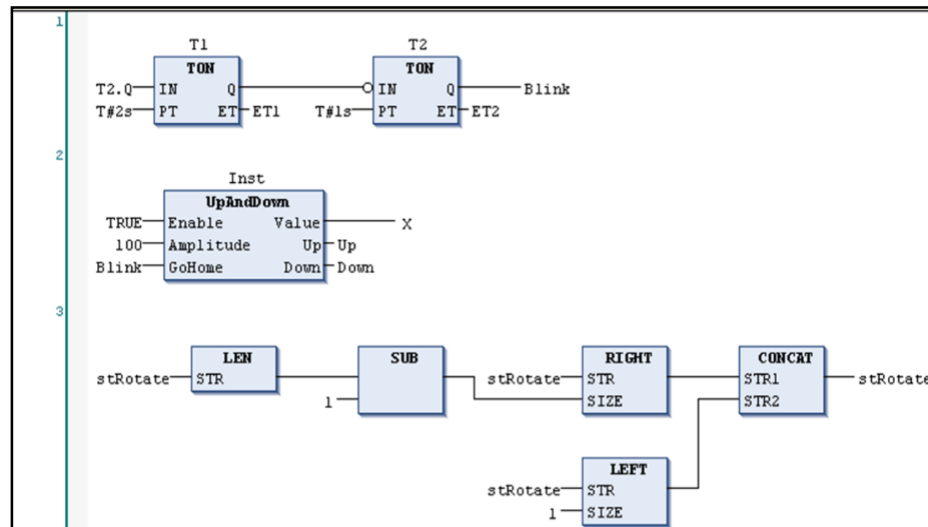 1
T1 T2
TON TON
T2.Q IN Q IN Q Blink
T#2s PT ET ET1 T#1s PT ET ET2
2
Inst
UpAndDown
TRUE Enable Value X
100 Amplitude Up Up
Blink GoHome Down Down
3
LEN SUB RIGHT CONCAT
stRotate STR stRotate STR STR1 stRotate
1 SIZE STR2
LEFT
stRotate STR
1 SIZE